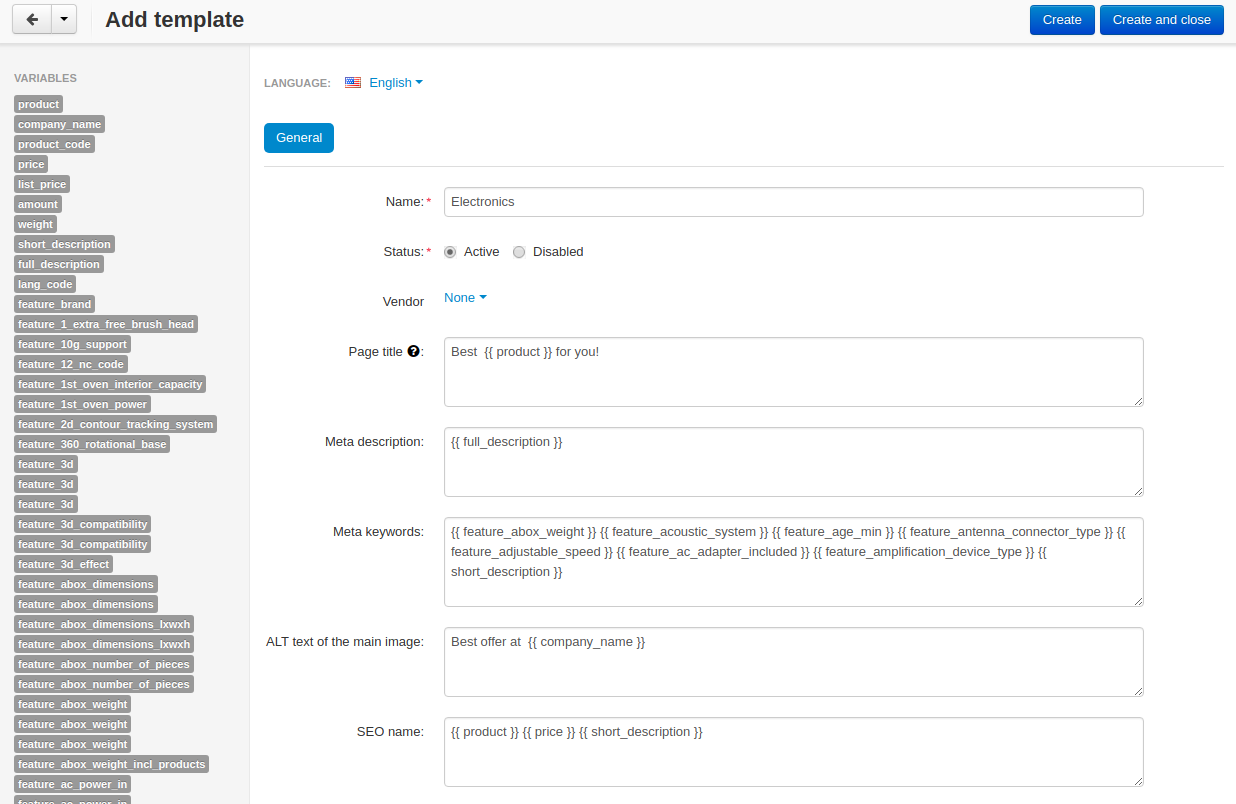 Add template
Create
Create and close
VARIABLES
product
company_name
product_code
price
list_price
amount
weight
short_description
full_description
lang_code
feature_brand
feature_1_extra_free_brush_head
feature_10g_support
feature_12_nc_code
feature_1st_oven_interior_capacity
feature_1st_oven_power
feature_2d_contour_tracking_system
feature_360_rotational_base
feature_3d
feature_3d
feature_3d
feature_3d_compatibility
feature_3d_compatibility
feature_3d_effect
feature_abox_dimensions
feature_abox_dimensions
feature_abox_dimensions_lxwxh
feature_abox_dimensions_lxwxh
feature_abox_number_of_pieces
feature_abox_number_of_pieces
feature_abox_weight
feature_abox_weight
feature_abox_weight
feature_abox_weight_incl_products
feature_ac_power_in
feature_ac_power_in
LANGUAGE: English
General
Name:* Electronics
Status:* Active Disabled
Vendor None
Page title ?: Best  {{ product }} for you!
Meta description: {{ full_description }}
Meta keywords: {{ feature_abox_weight }} {{ feature_acoustic_system }} {{ feature_age_min }} {{ feature_antenna_connector_type }} {{
feature_adjustable_speed }} {{ feature_ac_adapter_included }} {{ feature_amplification_device_type }} {{
short_description }}
ALT text of the main image: Best offer at  {{ company_name }}
SEO name: {{ product }} {{ price }} {{ short_description }}